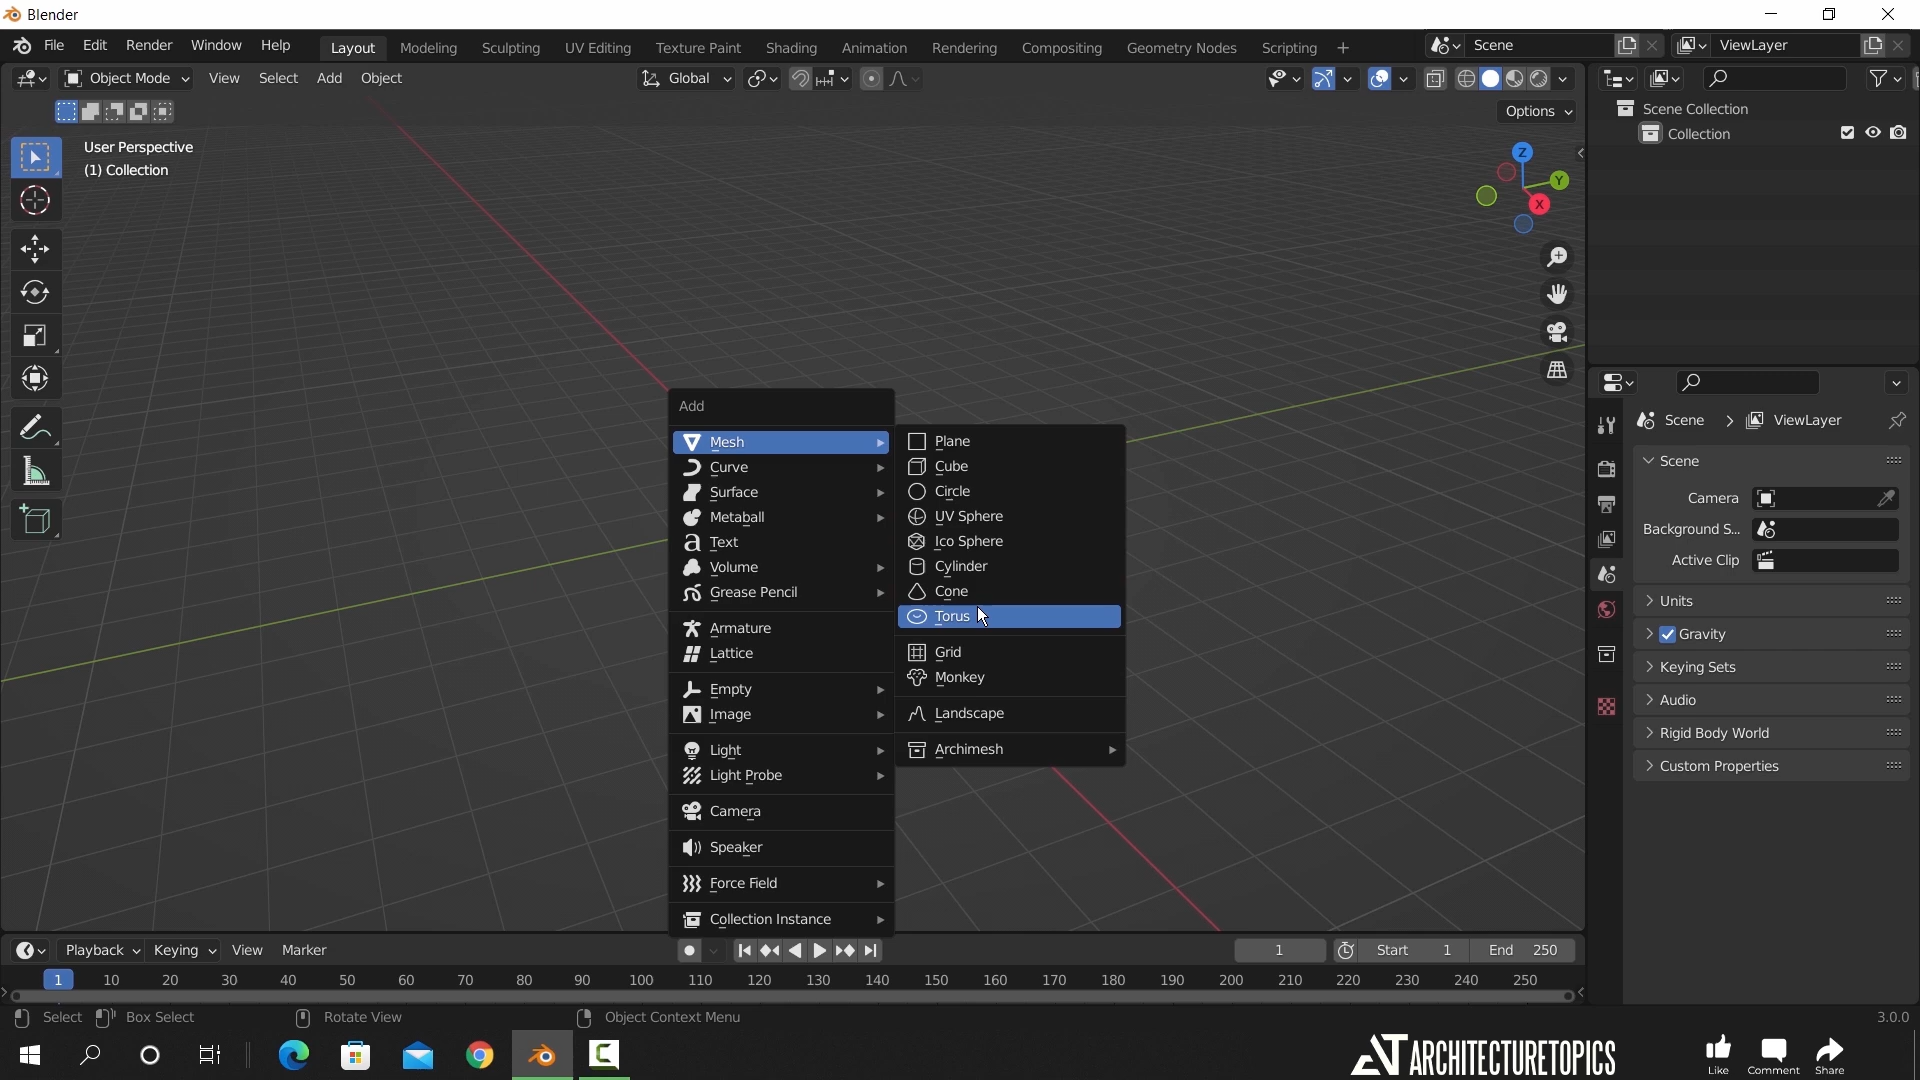 Blender
File Edit Render Window Help Layout Modeling Sculpting UV Editing Texture Paint Shading Animation Rendering Compositing Geometry Nodes Scripting + Scene ViewLayer
Object Mode View Select Add Object Global
Options
User Perspective
(1) Collection
Z
Y
X
Scene Collection
Collection
Add
Mesh
Curve
Surface
Metaball
Text
Volume
Grease Pencil
Armature
Lattice
Empty
Image
Light
Light Probe
Camera
Speaker
Force Field
Collection Instance
Plane
Cube
Circle
UV Sphere
Ico Sphere
Cylinder
Cone
Torus
Grid
Monkey
Landscape
Archimesh
Scene > ViewLayer
Scene
Camera
Background S...
Active Clip
Units
Gravity
Keying Sets
Audio
Rigid Body World
Custom Properties
Playback Keying View Marker 1 Start 1 End 250
1 10 20 30 40 50 60 70 80 90 100 110 120 130 140 150 160 170 180 190 200 210 220 230 240 250
Select Box Select Rotate View Object Context Menu 3.0.0
AT ARCHITECTURETOPICS
Like Comment Share